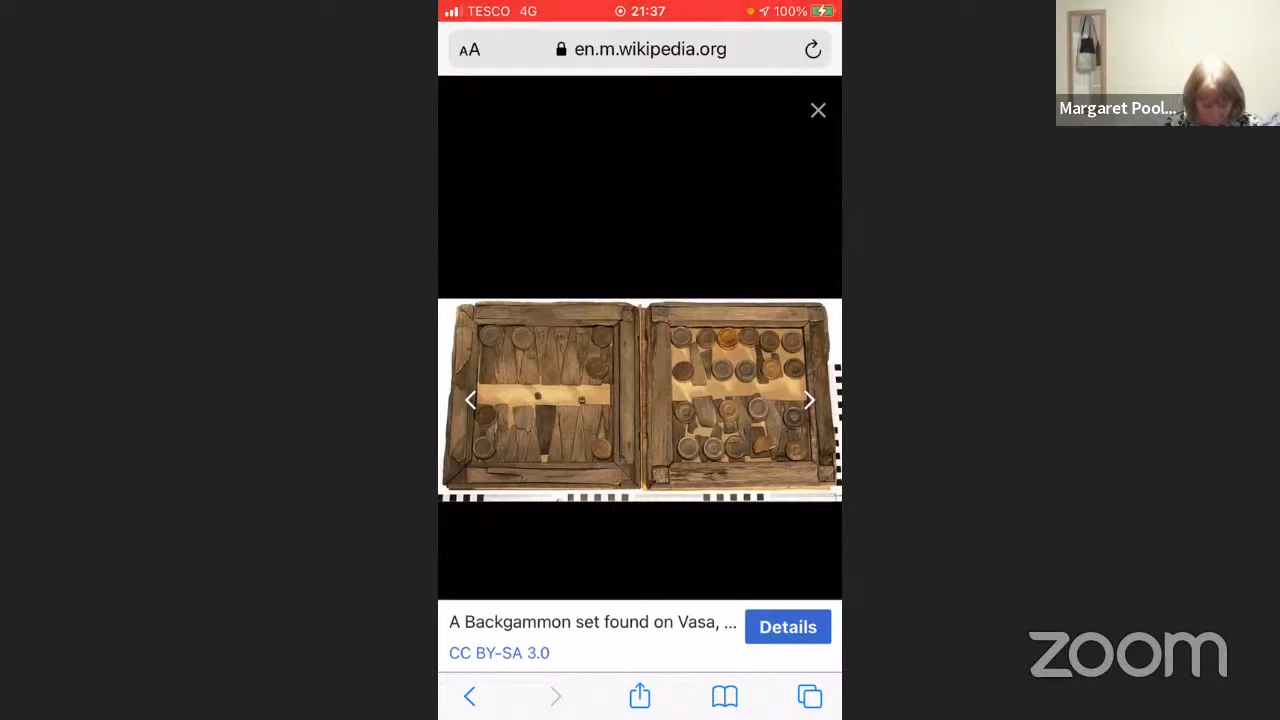 TESCO 4G 21:37 100%
AA en.m.wikipedia.org
Margaret Pool...
A Backgammon set found on Vasa, ...
Details
CC BY-SA 3.0
zoom